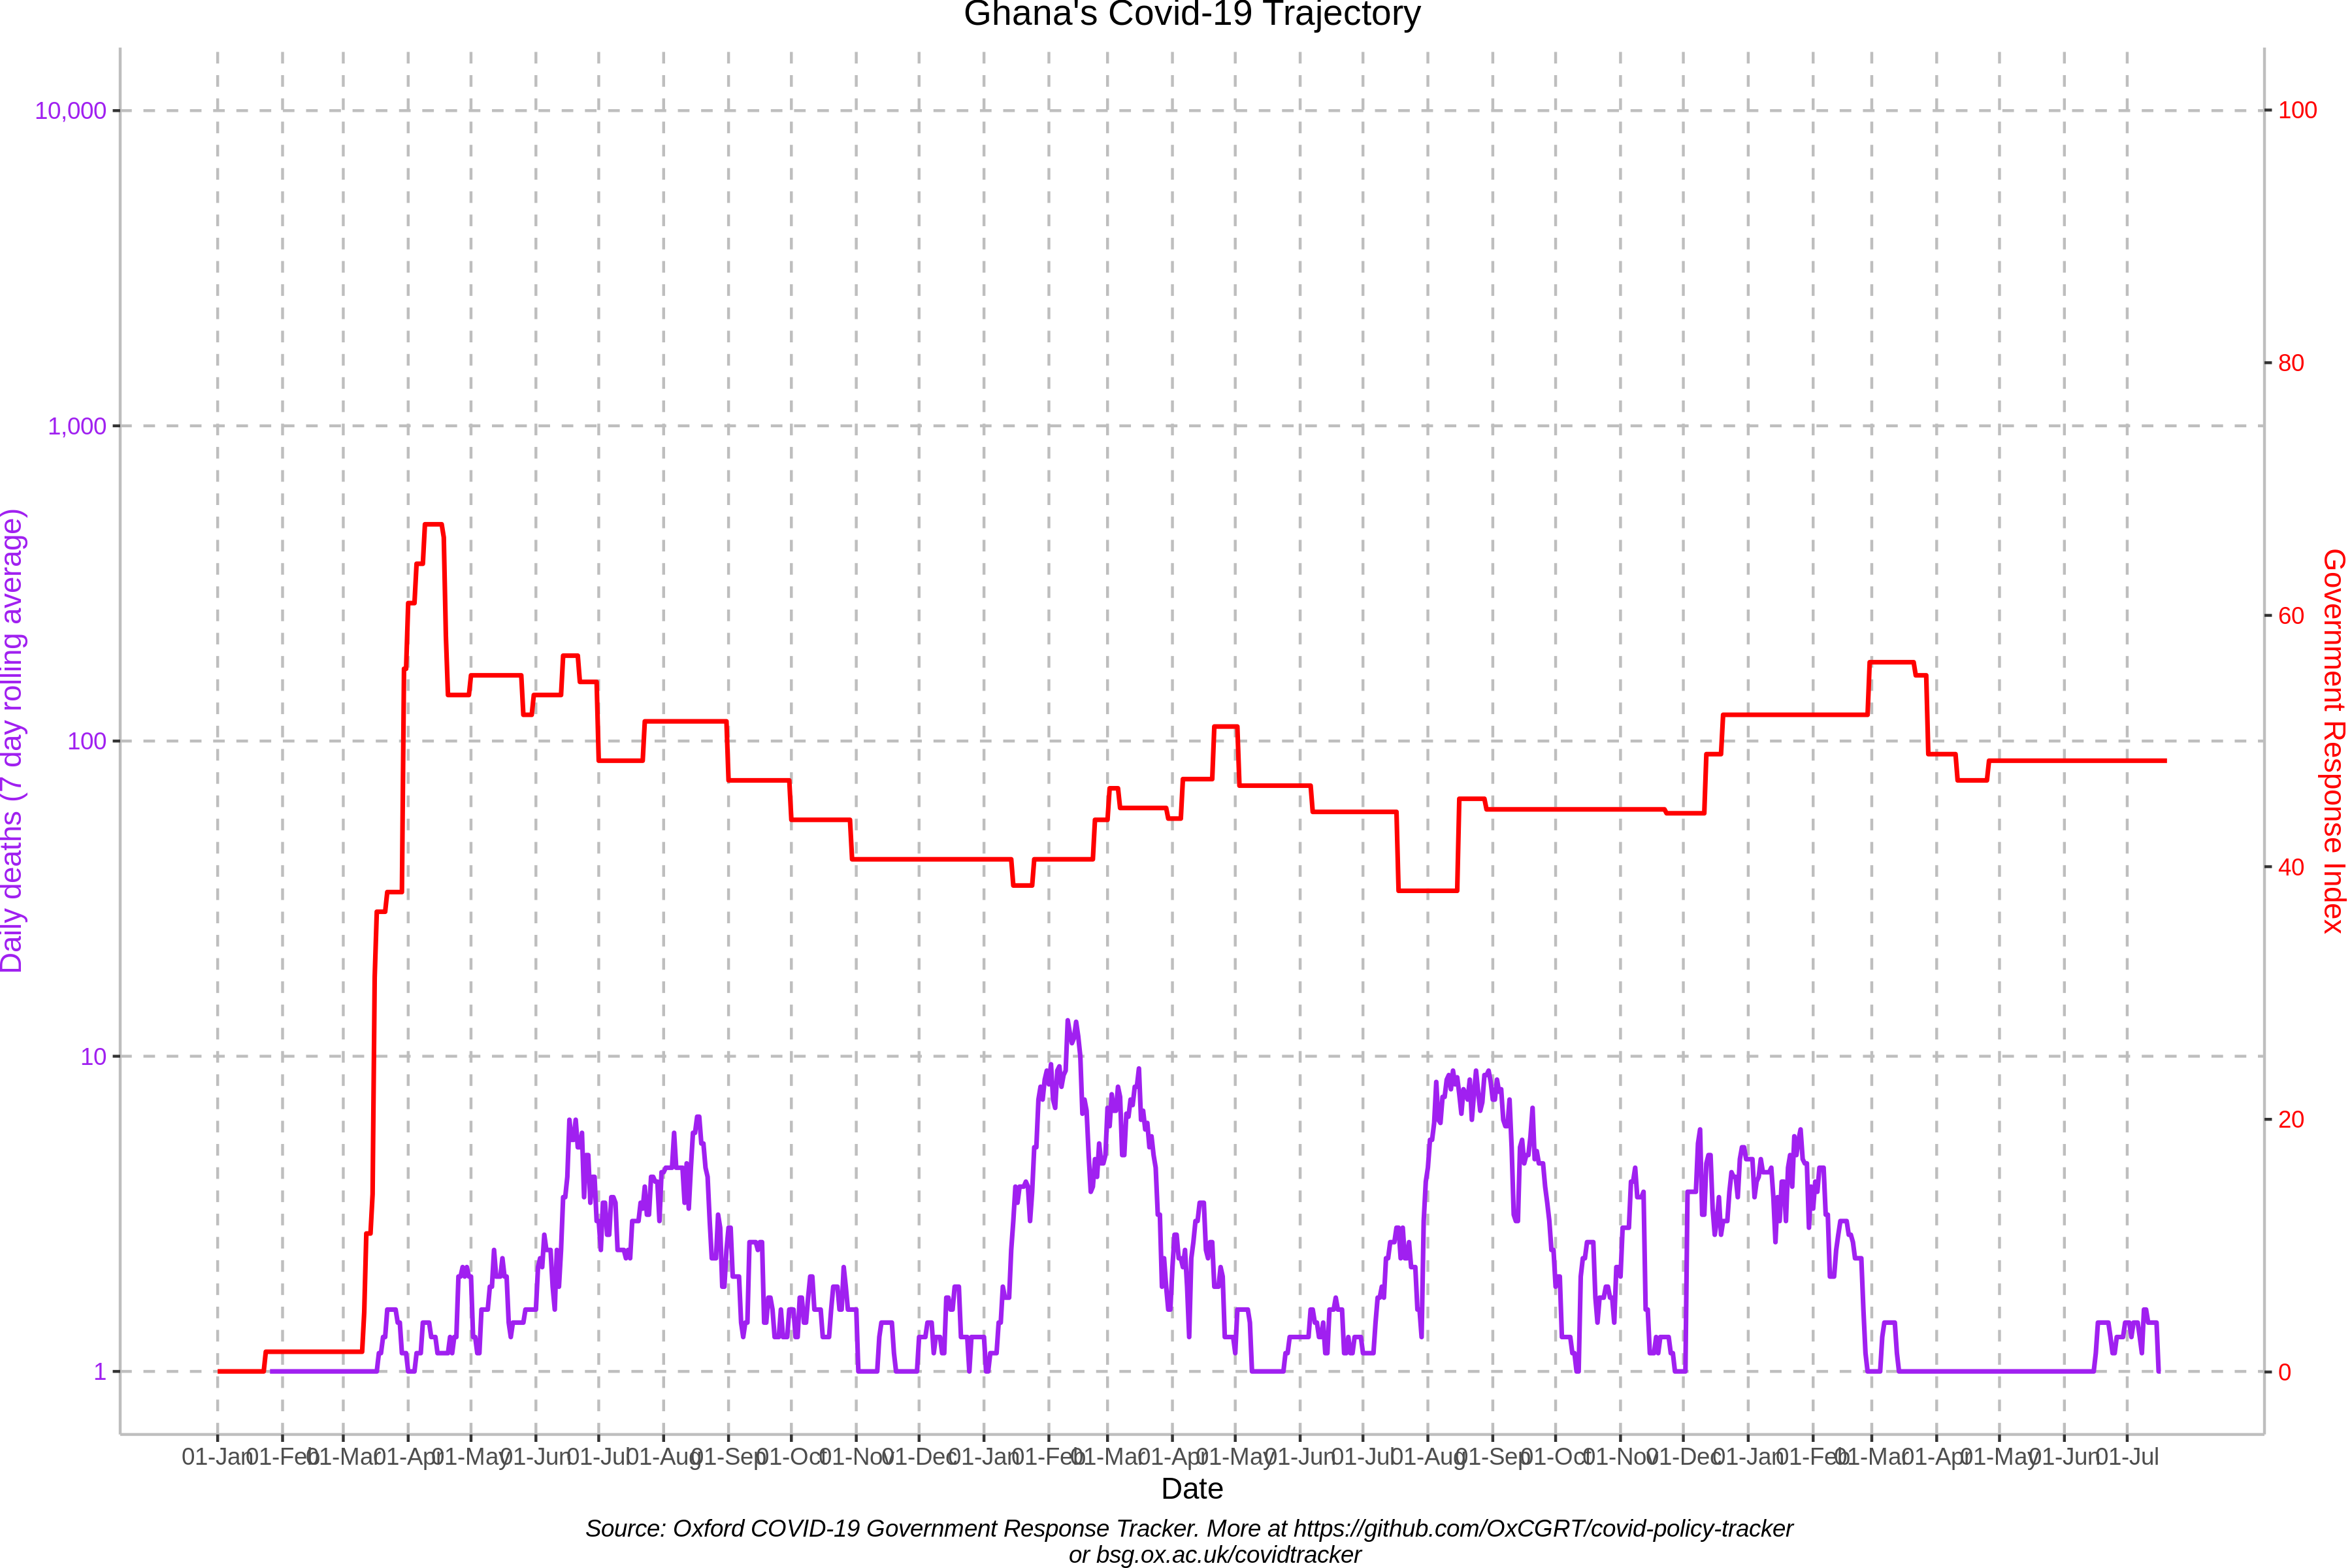 Ghana's Covid-19 Trajectory
10,000
1,000
100
10
1
Daily deaths (7 day rolling average)
100
80
60
40
20
0
Government Response Index
01-Jan 01-Feb 01-Mar 01-Apr 01-May 01-Jun 01-Jul 01-Aug 01-Sep 01-Oct 01-Nov 01-Dec 01-Jan 01-Feb 01-Mar 01-Apr 01-May 01-Jun 01-Jul 01-Aug 01-Sep 01-Oct 01-Nov 01-Dec 01-Jan 01-Feb 01-Mar 01-Apr 01-May 01-Jun 01-Jul
Date
Source: Oxford COVID-19 Government Response Tracker. More at https://github.com/OxCGRT/covid-policy-tracker
or bsg.ox.ac.uk/covidtracker